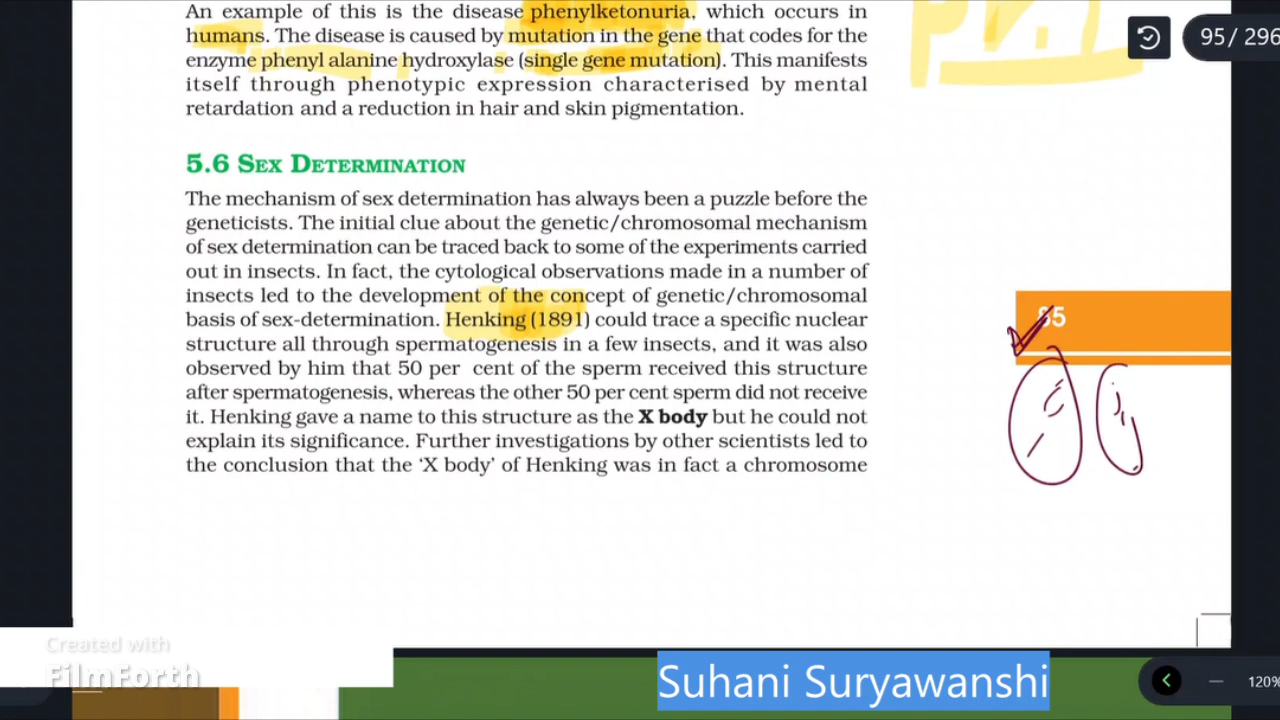 An example of this is the disease phenylketonuria, which occurs in
humans. The disease is caused by mutation in the gene that codes for the
enzyme phenyl alanine hydroxylase (single gene mutation). This manifests
itself through phenotypic expression characterised by mental
retardation and a reduction in hair and skin pigmentation.
95/ 296
5.6 SEX DETERMINATION
The mechanism of sex determination has always been a puzzle before the
geneticists. The initial clue about the genetic/chromosomal mechanism
of sex determination can be traced back to some of the experiments carried
out in insects. In fact, the cytological observations made in a number of
insects led to the development of the concept of genetic/chromosomal
basis of sex-determination. Henking (1891) could trace a specific nuclear
structure all through spermatogenesis in a few insects, and it was also
observed by him that 50 per cent of the sperm received this structure
after spermatogenesis, whereas the other 50 per cent sperm did not receive
it. Henking gave a name to this structure as the X body but he could not
explain its significance. Further investigations by other scientists led to
the conclusion that the 'X body' of Henking was in fact a chromosome
Created with
FilmForth
Suhani Suryawanshi
120%